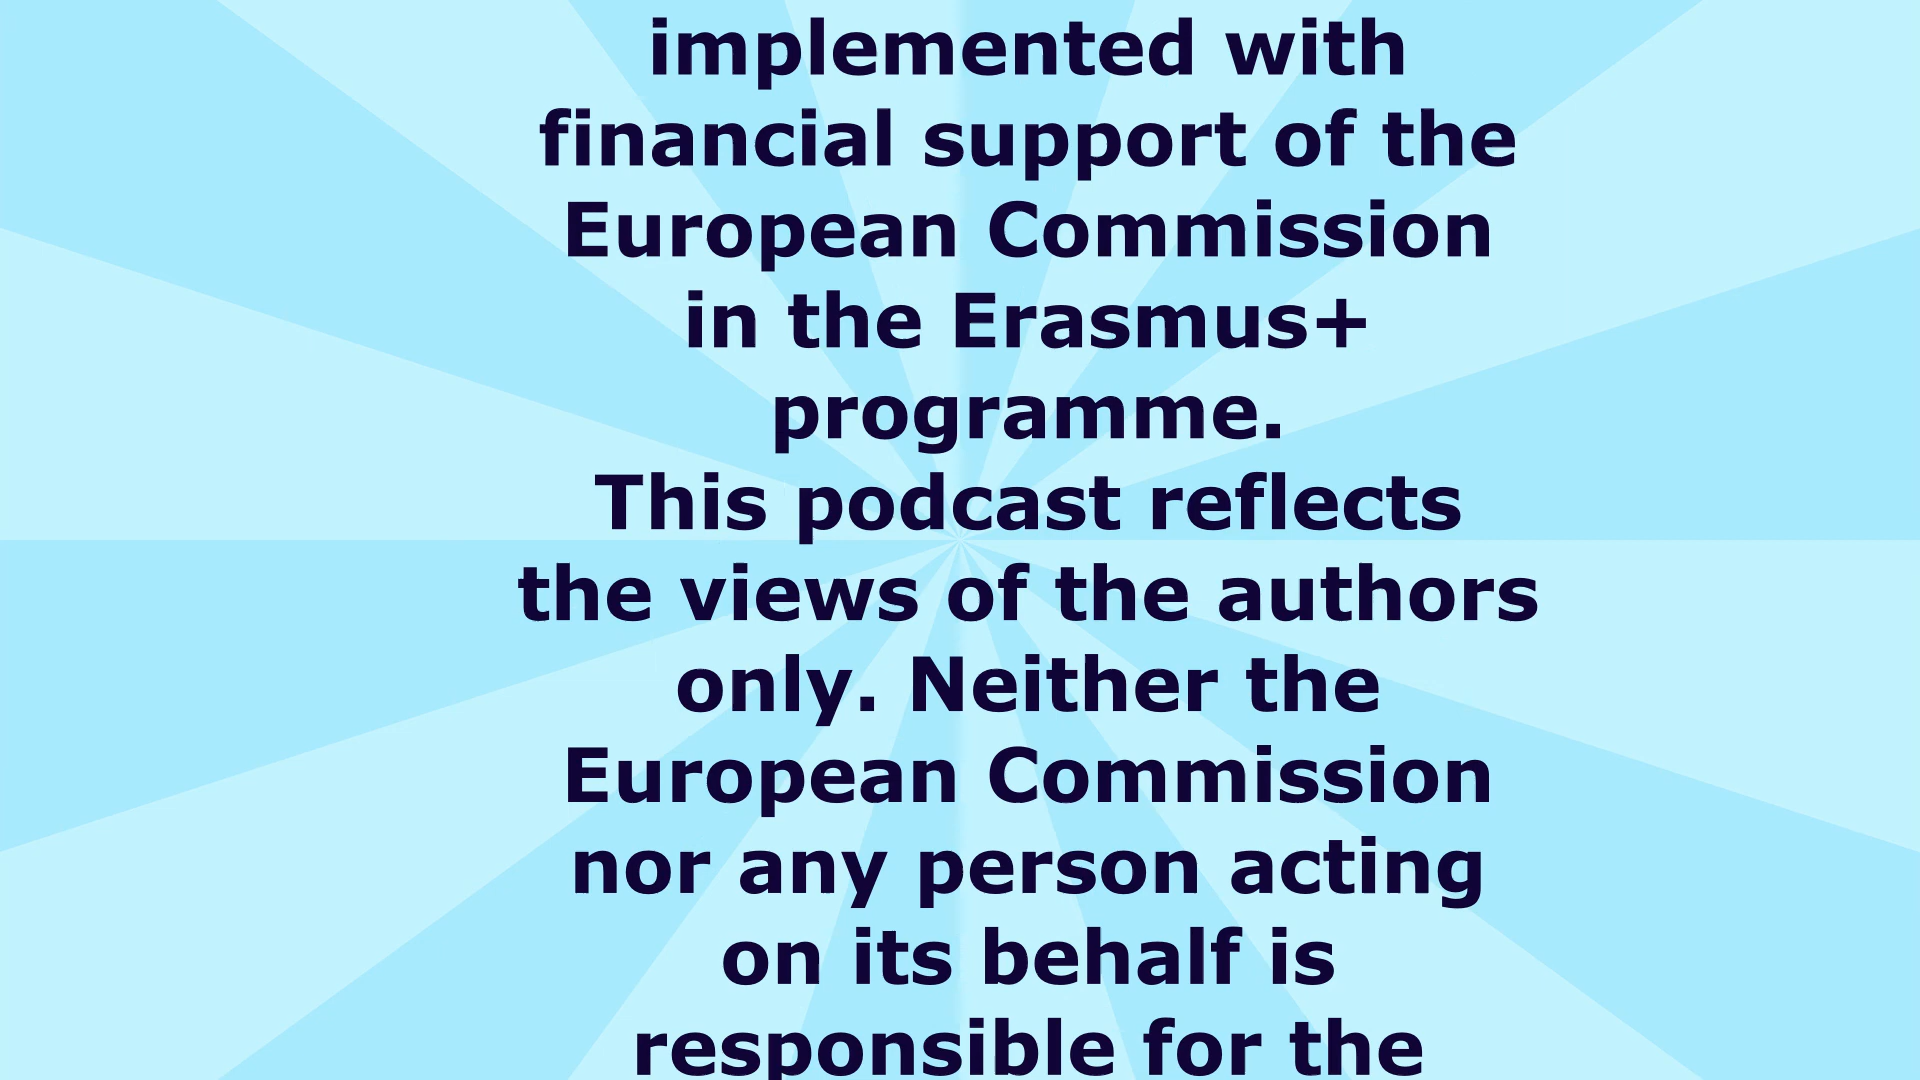 implemented with
financial support of the
European Commission
in the Erasmus+
programme.
This podcast reflects
the views of the authors
only. Neither the
European Commission
nor any person acting
on its behalf is
responsible for the